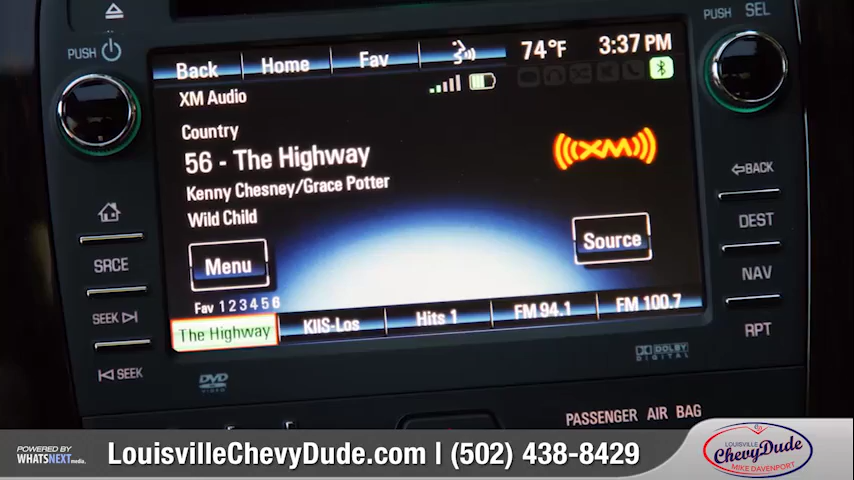 PUSH
PUSH SEL
Back Home Fav 74°F 3:37 PM
XM Audio
Country
56 - The Highway
Kenny Chesney/Grace Potter
Wild Child
XM
Menu
Source
Fav 1 2 3 4 5 6
The Highway KIIS-Los Hits 1 FM 94.1 FM 100.7
SRCE
SEEK
SEEK
BACK
DEST
NAV
RPT
DVD
VIDEO
DOLBY
DIGITAL
PASSENGER AIR BAG
POWERED BY
WHATSNEXT media.
LouisvilleChevyDude.com | (502) 438-8429
LOUISVILLE
ChevyDude
MIKE DAVENPORT